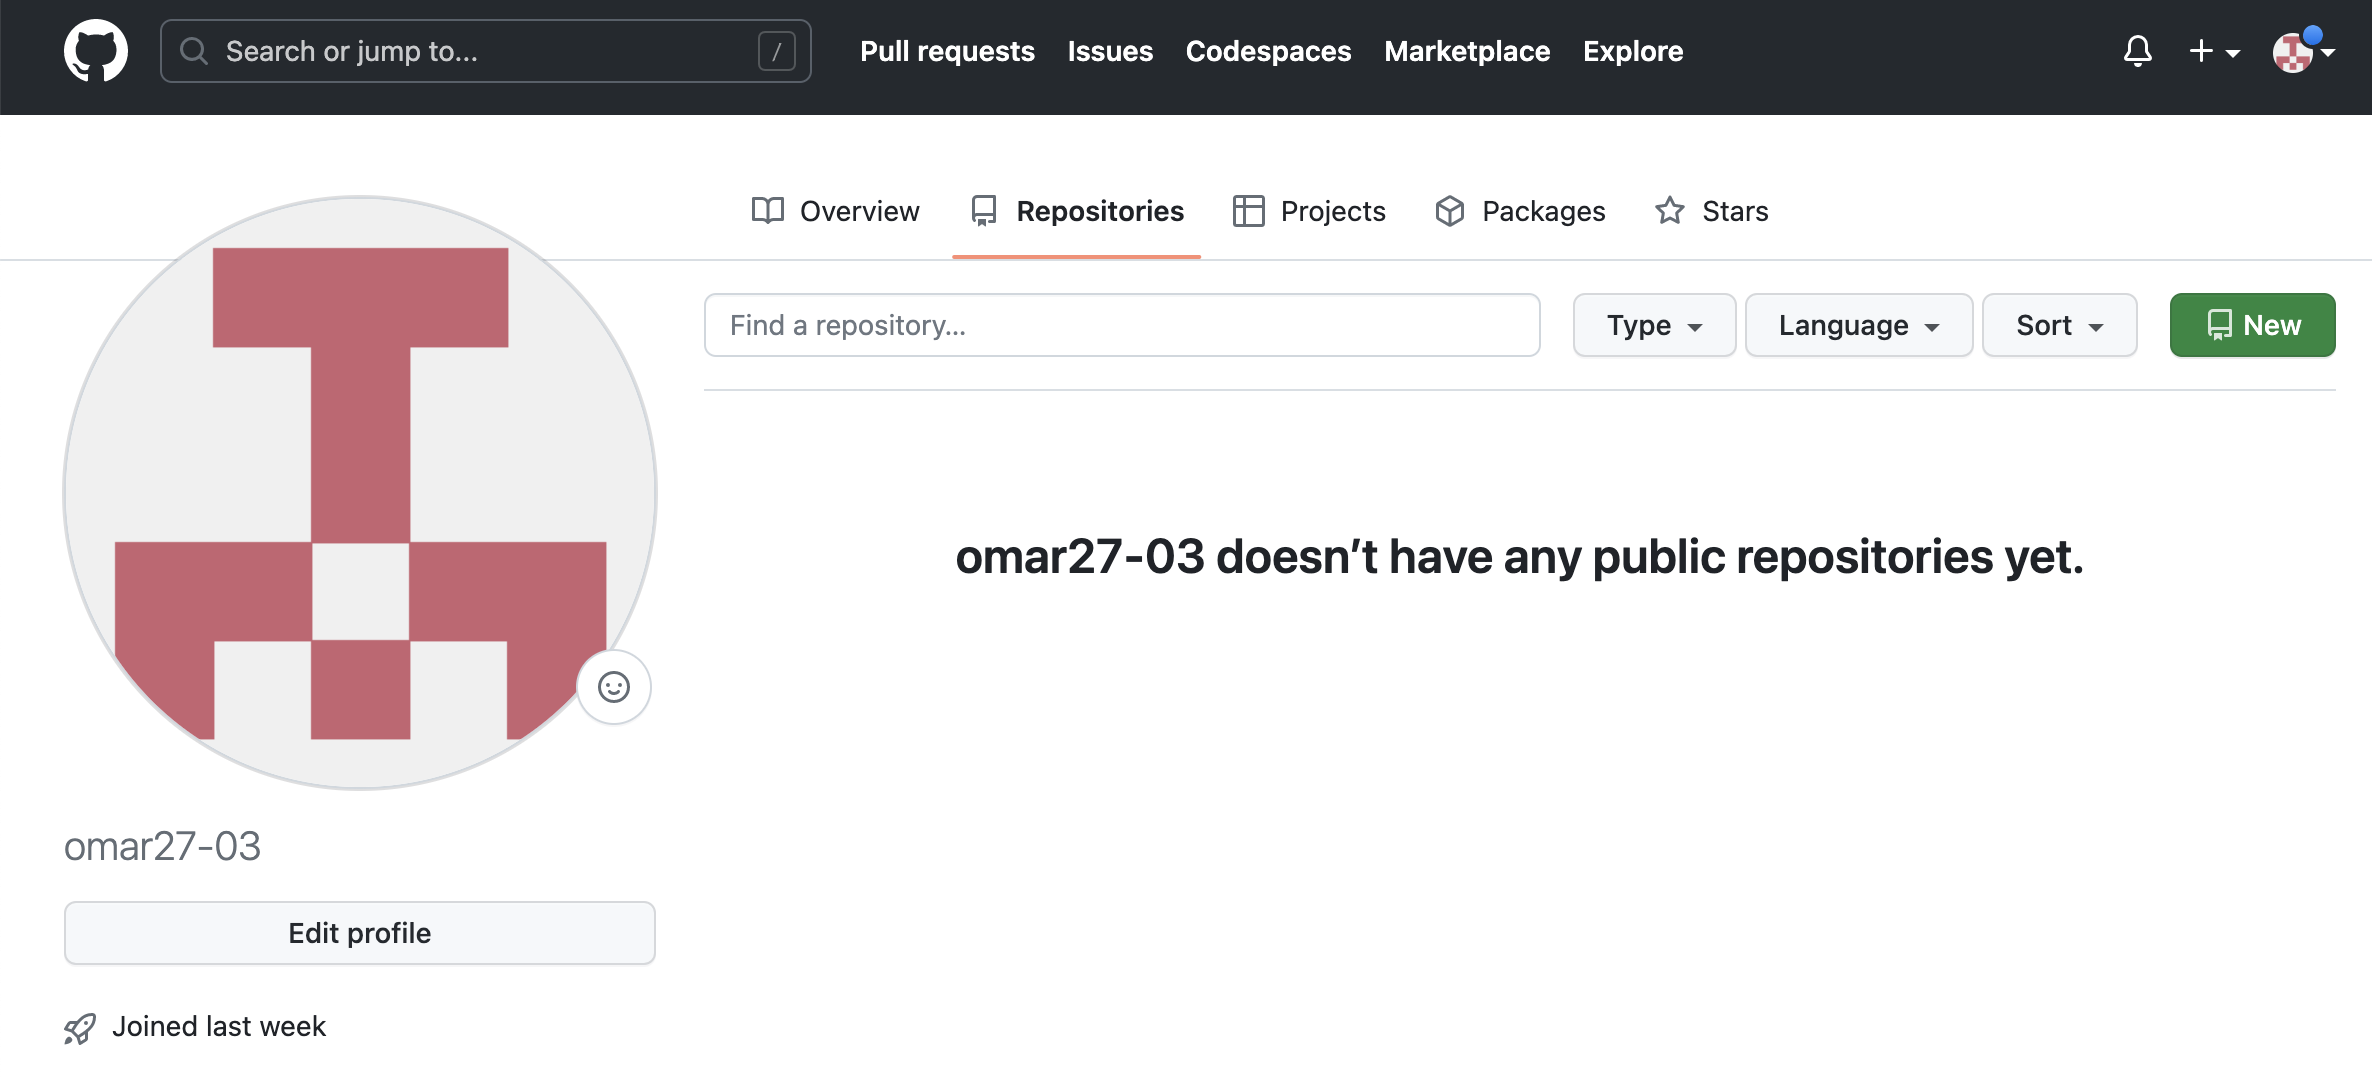 Search or jump to... /
Pull requests Issues Codespaces Marketplace Explore
Overview Repositories Projects Packages Stars
Find a repository...
Type Language Sort New
omar27-03 doesn’t have any public repositories yet.
omar27-03
Edit profile
Joined last week